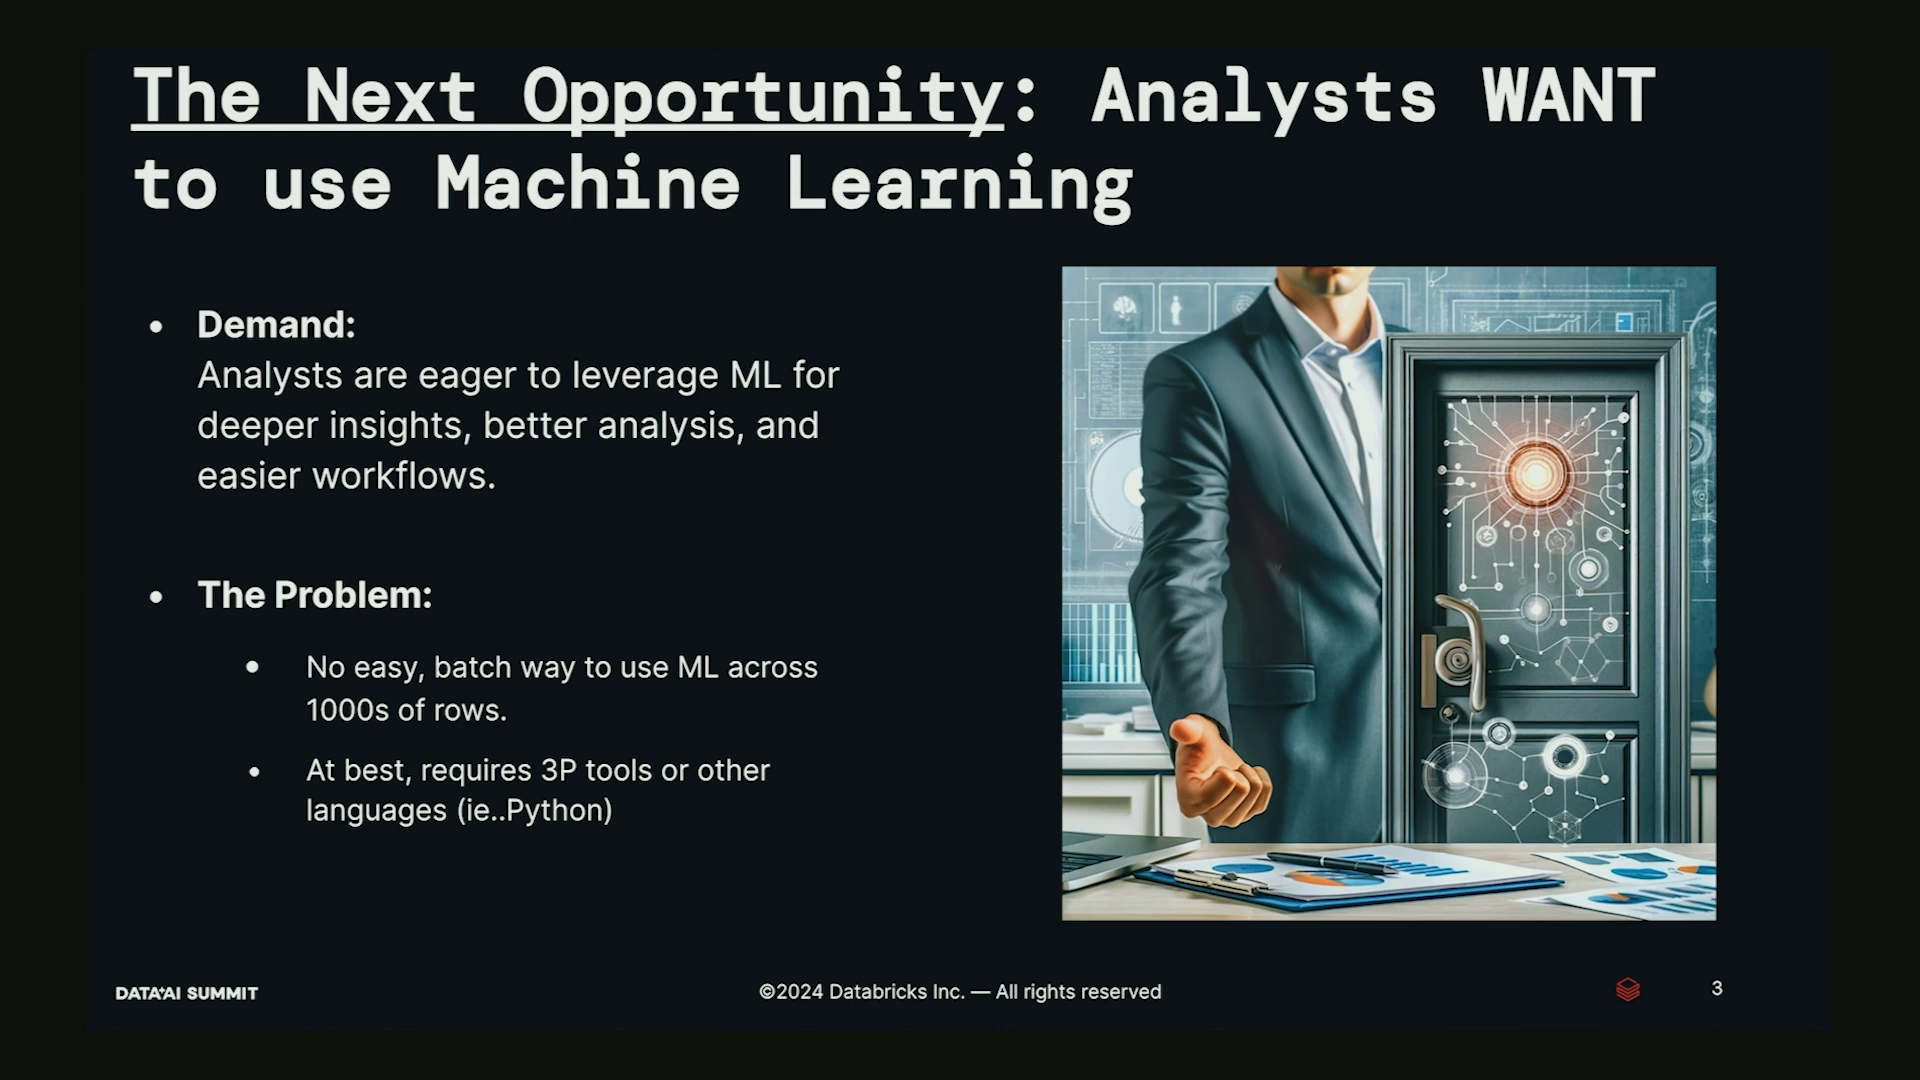 The Next Opportunity: Analysts WANT
to use Machine Learning
• Demand:
Analysts are eager to leverage ML for
deeper insights, better analysis, and
easier workflows.
• The Problem:
• No easy, batch way to use ML across
1000s of rows.
• At best, requires 3P tools or other
languages (ie..Python)
DATA+AI SUMMIT
©2024 Databricks Inc. — All rights reserved
3